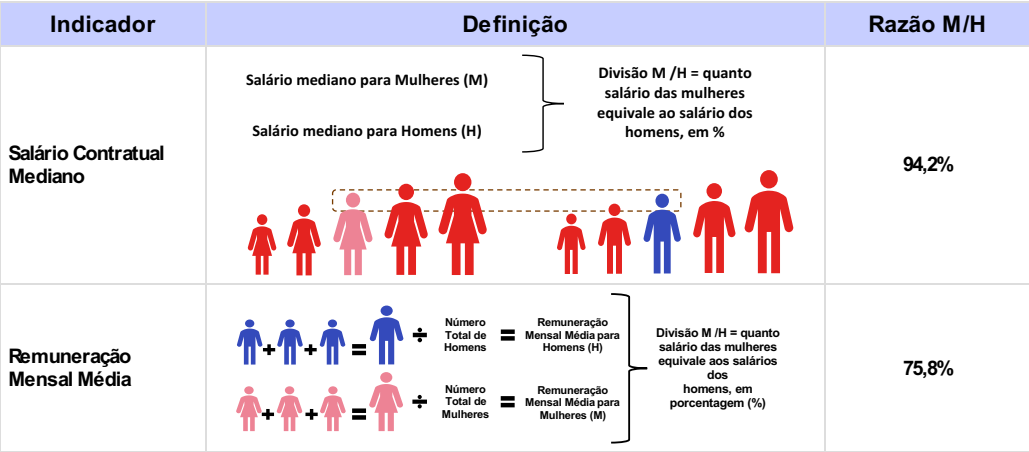 Indicador
Definição
Razão M/H
Salário Contratual
Mediano
Salário mediano para Mulheres (M)
Salário mediano para Homens (H)
Divisão M /H = quanto
salário das mulheres
equivale ao salário dos
homens, em %
94,2%
Remuneração
Mensal Média
+ + = ÷
Número
Total de
Homens
=
Remuneração
Mensal Média para
Homens (H)
+ + = ÷
Número
Total de
Mulheres
=
Remuneração
Mensal Média para
Mulheres (M)
Divisão M /H = quanto
salário das mulheres
equivale aos salários
dos
homens, em
porcentagem (%)
75,8%